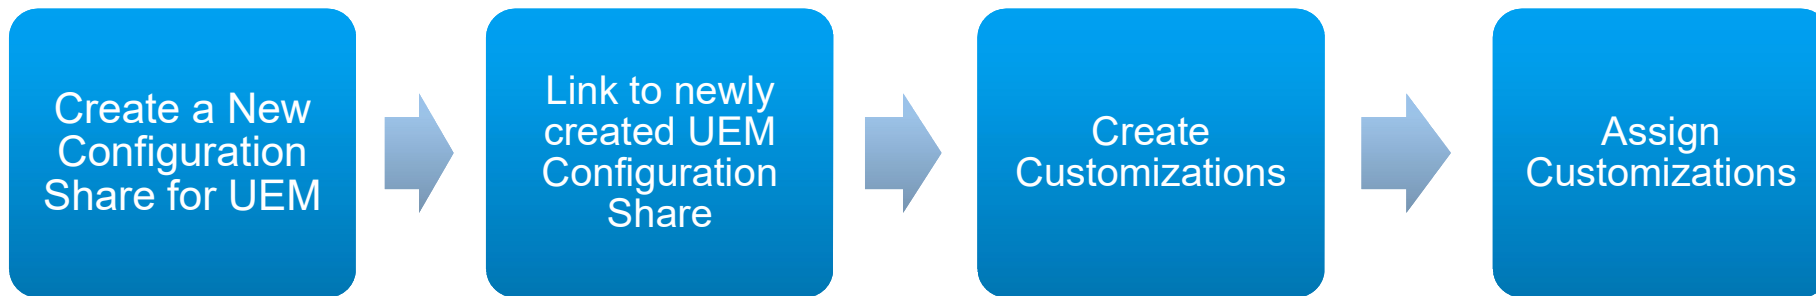 Create a New
Configuration
Share for UEM
Link to newly
created UEM
Configuration
Share
Create
Customizations
Assign
Customizations